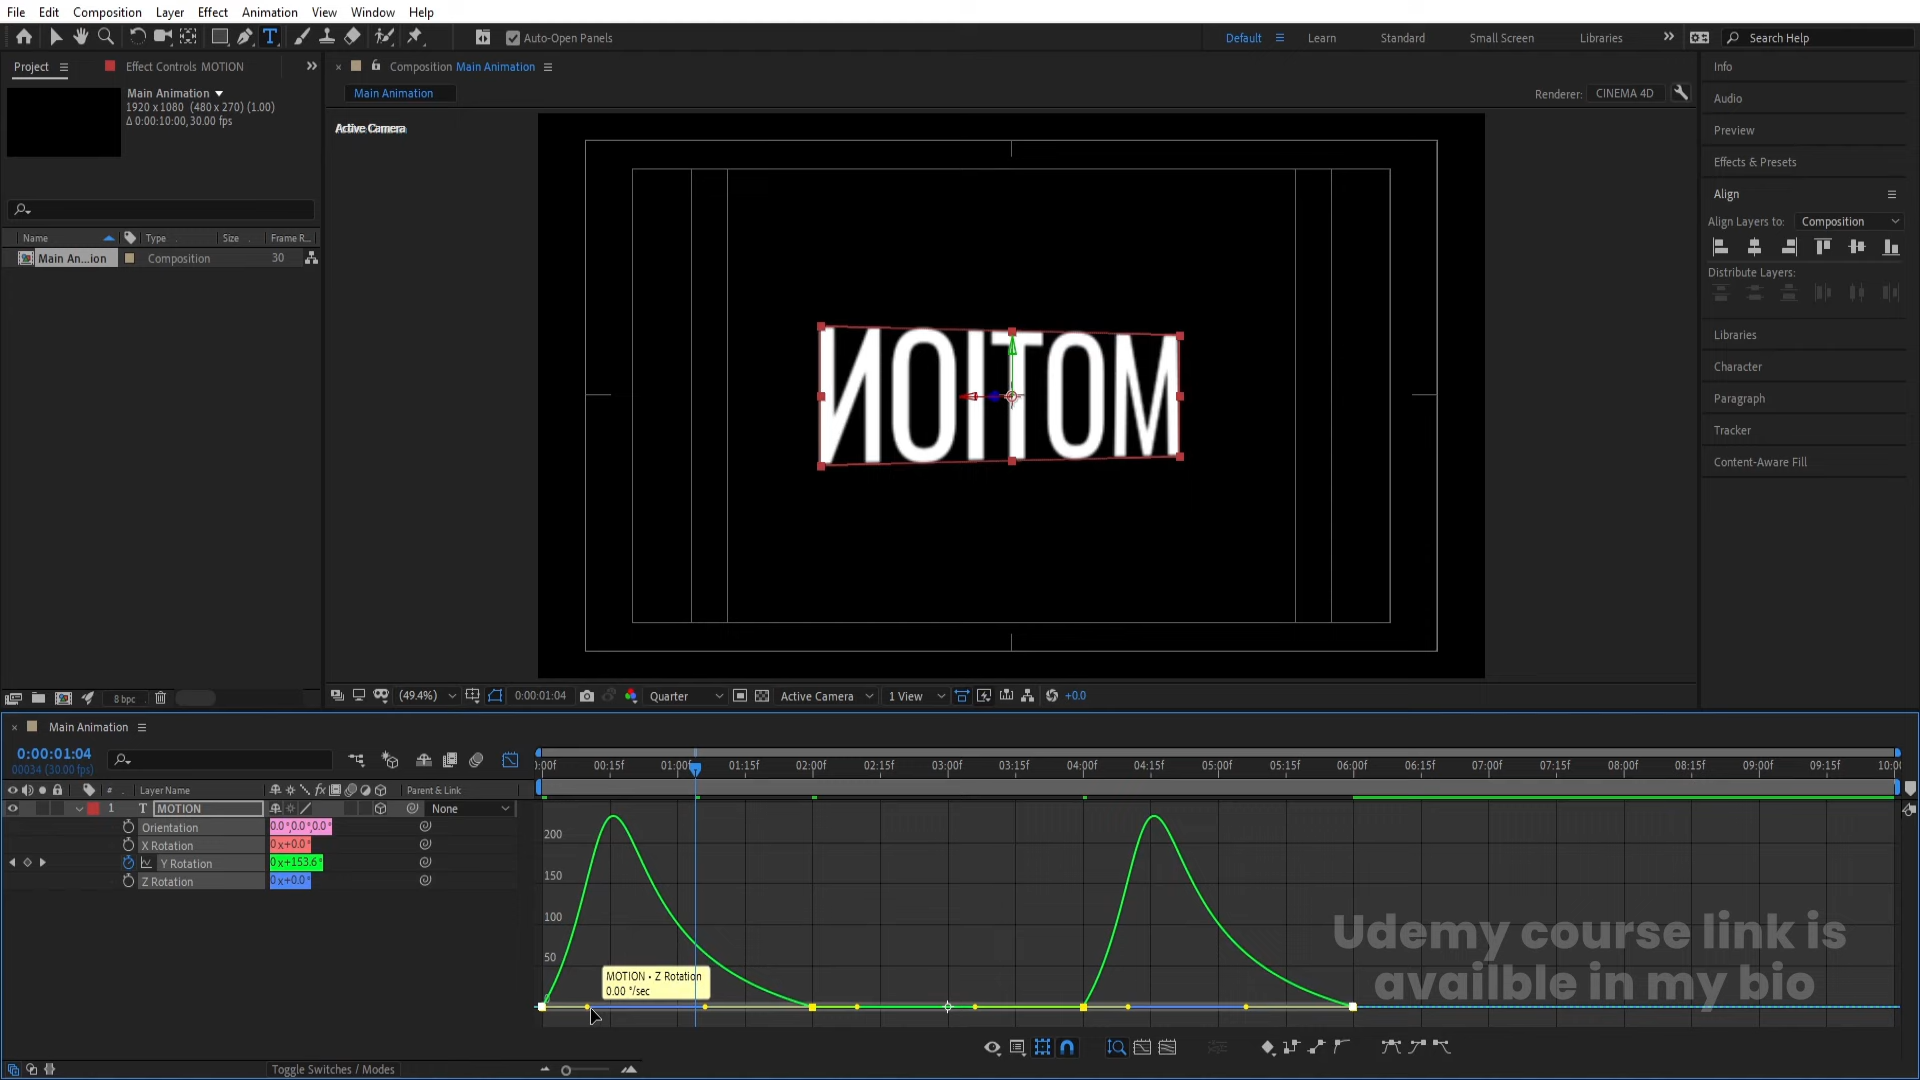 File Edit Composition Layer Effect Animation View Window Help
Auto-Open Panels
Default Learn Standard Small Screen Libraries Search Help
Project Effect Controls MOTION
Composition Main Animation
Main Animation
1920 x 1080 (480 x 270) (1.00)
Δ 0:00:10:00, 30.00 fps
Main Animation
Renderer: CINEMA 4D
Active Camera
Name Type Size Frame R...
Main An...ion Composition 30
MOTION
Info
Audio
Preview
Effects & Presets
Align
Align Layers to: Composition
Distribute Layers:
Libraries
Character
Paragraph
Tracker
Content-Aware Fill
8 bpc
(49.4%) 0:00:01:04 Quarter Active Camera 1 View +0.0
Main Animation
0:00:01:04
00034 (30.00 fps)
:00f 00:15f 01:00f 01:15f 02:00f 02:15f 03:00f 03:15f 04:00f 04:15f 05:00f 05:15f 06:00f 06:15f 07:00f 07:15f 08:00f 08:15f 09:00f 09:15f 10:00
# Layer Name Parent & Link
1 T MOTION None
Orientation 0.0°,0.0°,0.0°
X Rotation 0x+0.0°
Y Rotation 0x+153.6°
Z Rotation 0x+0.0°
200
150
100
50
0
MOTION • Z Rotation
0.00 °/sec
Udemy course link is
availble in my bio
Toggle Switches / Modes